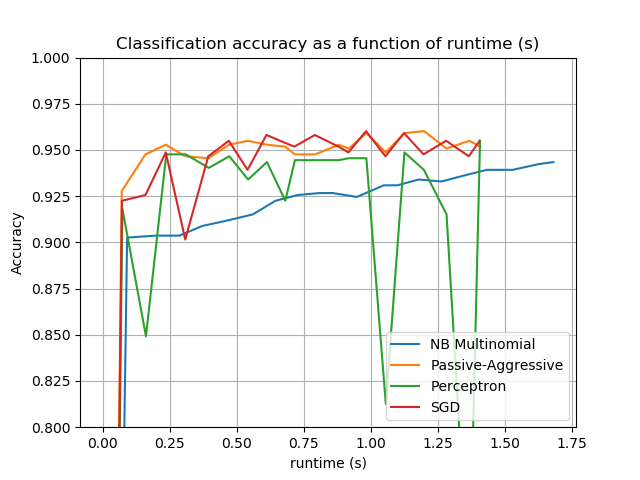 Classification accuracy as a function of runtime (s)
1.000
0.975
0.950
0.925
0.900
0.875
0.850
0.825
0.800
Accuracy
NB Multinomial
Passive-Aggressive
Perceptron
SGD
0.00 0.25 0.50 0.75 1.00 1.25 1.50 1.75
runtime (s)